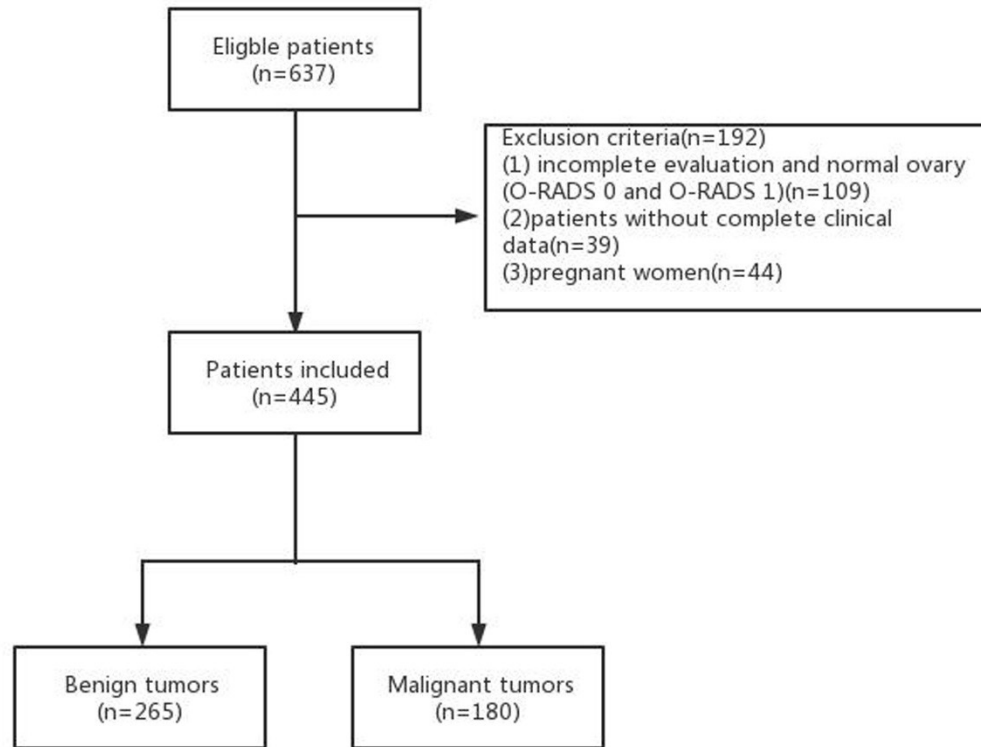 Eligble patients
(n=637)
Exclusion criteria(n=192)
(1) incomplete evaluation and normal ovary
(O-RADS 0 and O-RADS 1)(n=109)
(2)patients without complete clinical
data(n=39)
(3)pregnant women(n=44)
Patients included
(n=445)
Benign tumors
(n=265)
Malignant tumors
(n=180)